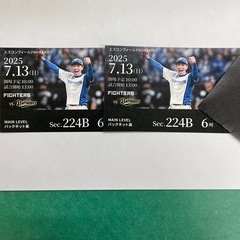 エスコンフィールドHOKKAIDO
2025
7.13(日)
開場予定 10:00
試合開始 13:00
FIGHTERS
vs. Buffaloes
MAIN LEVEL
バックネット裏
Sec.224B
6列
エスコンフィールドHOKKAIDO
2025
7.13(日)
開場予定 10:00
試合開始 13:00
FIGHTERS
vs. Buffaloes
MAIN LEVEL
バックネット裏
Sec.224B
6列